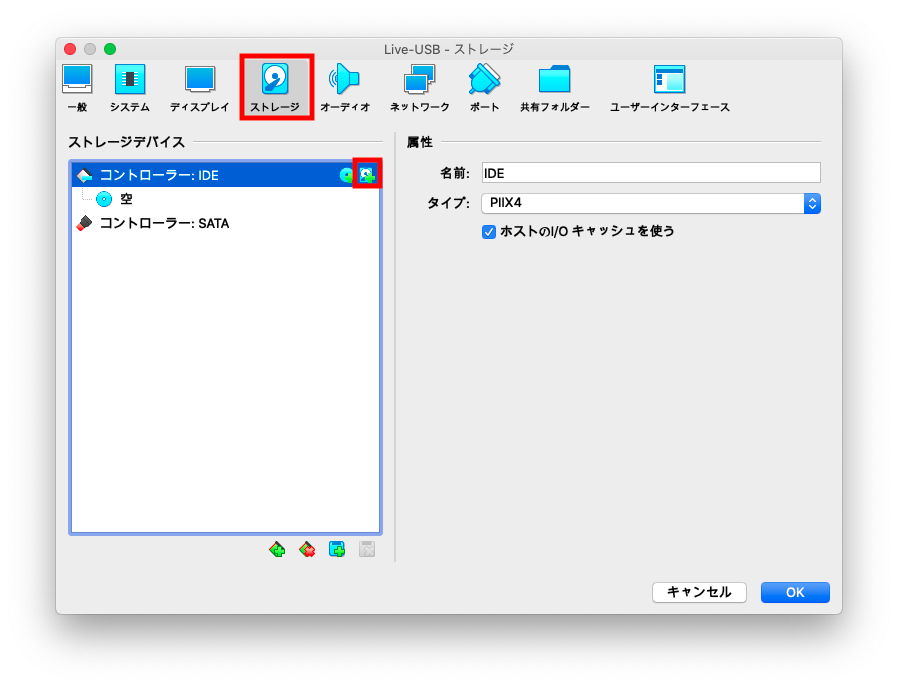 Live-USB - ストレージ
一般 システム ディスプレイ ストレージ オーディオ ネットワーク ポート 共有フォルダー ユーザーインターフェース
ストレージデバイス
コントローラー: IDE
空
コントローラー: SATA
属性
名前: IDE
タイプ: PIIX4
ホストのI/O キャッシュを使う
キャンセル OK